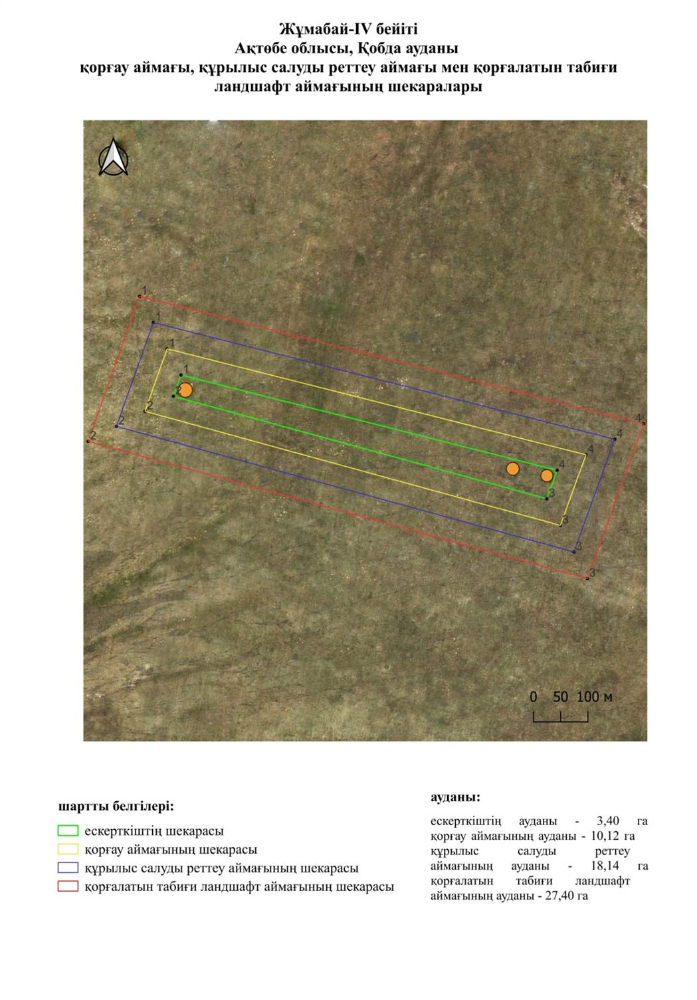 Жұмабай-IV бейіті
Ақтөбе облысы, Қобда ауданы
қорғау аймағы, құрылыс салуды реттеу аймағы мен қорғалатын табиғи
ландшафт аймағының шекаралары
1
1
1
1
2
2
2
2
4
4
4
4
3
3
3
3
0 50 100 м
шартты белгілері:
ескерткіштің шекарасы
қорғау аймағының шекарасы
құрылыс салуды реттеу аймағының шекарасы
қорғалатын табиғи ландшафт аймағының шекарасы
ауданы:
ескерткіштің ауданы - 3,40 га
қорғау аймағының ауданы - 10,12 га
құрылыс салуды реттеу
аймағының ауданы - 18,14 га
қорғалатын табиғи ландшафт
аймағының ауданы - 27,40 га